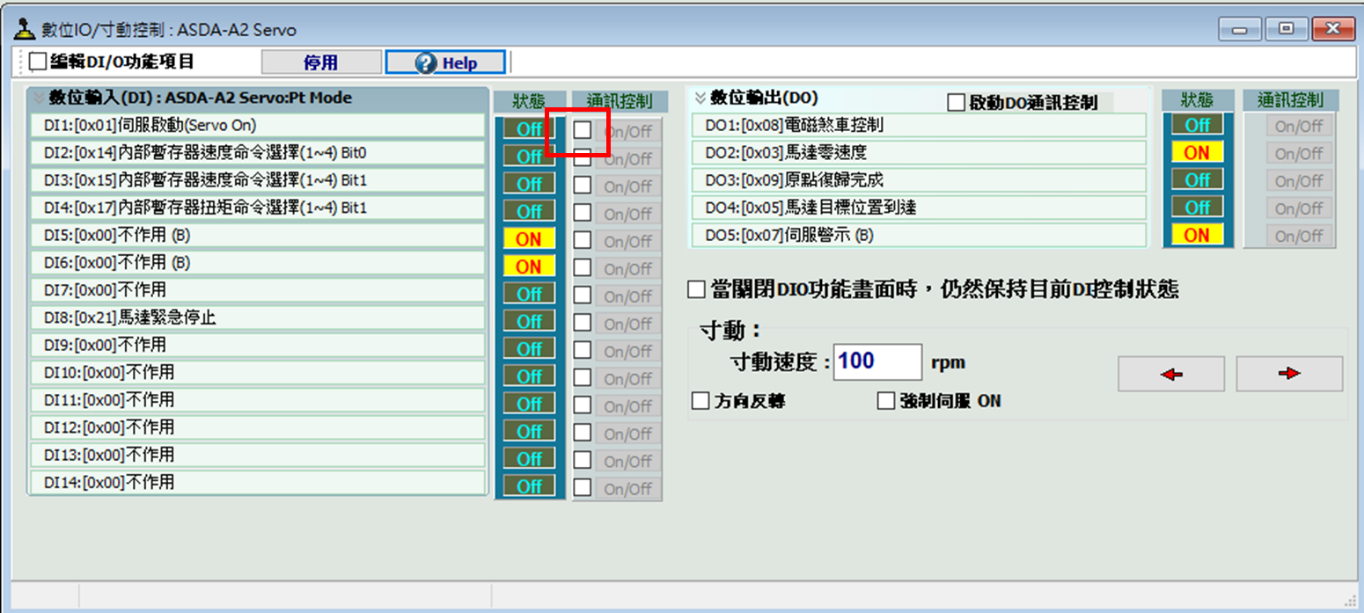 數位IO/寸動控制 : ASDA-A2 Servo
編輯DI/O功能項目 停用 Help
數位輸入(DI) : ASDA-A2 Servo:Pt Mode 狀態 通訊控制
DI1:[0x01]伺服啟動(Servo On) Off On/Off
DI2:[0x14]內部暫存器速度命令選擇(1~4) Bit0 Off On/Off
DI3:[0x15]內部暫存器速度命令選擇(1~4) Bit1 Off On/Off
DI4:[0x17]內部暫存器扭矩命令選擇(1~4) Bit1 Off On/Off
DI5:[0x00]不作用 (B) ON On/Off
DI6:[0x00]不作用 (B) ON On/Off
DI7:[0x00]不作用 Off On/Off
DI8:[0x21]馬達緊急停止 Off On/Off
DI9:[0x00]不作用 Off On/Off
DI10:[0x00]不作用 Off On/Off
DI11:[0x00]不作用 Off On/Off
DI12:[0x00]不作用 Off On/Off
DI13:[0x00]不作用 Off On/Off
DI14:[0x00]不作用 Off On/Off
數位輸出(DO) 啟動DO通訊控制 狀態 通訊控制
DO1:[0x08]電磁煞車控制 Off On/Off
DO2:[0x03]馬達零速度 ON On/Off
DO3:[0x09]原點復歸完成 Off On/Off
DO4:[0x05]馬達目標位置到達 Off On/Off
DO5:[0x07]伺服警示 (B) ON On/Off
當關閉DIO功能畫面時，仍然保持目前DI控制狀態
寸動：
寸動速度 : 100 rpm
方向反轉 強制伺服 ON